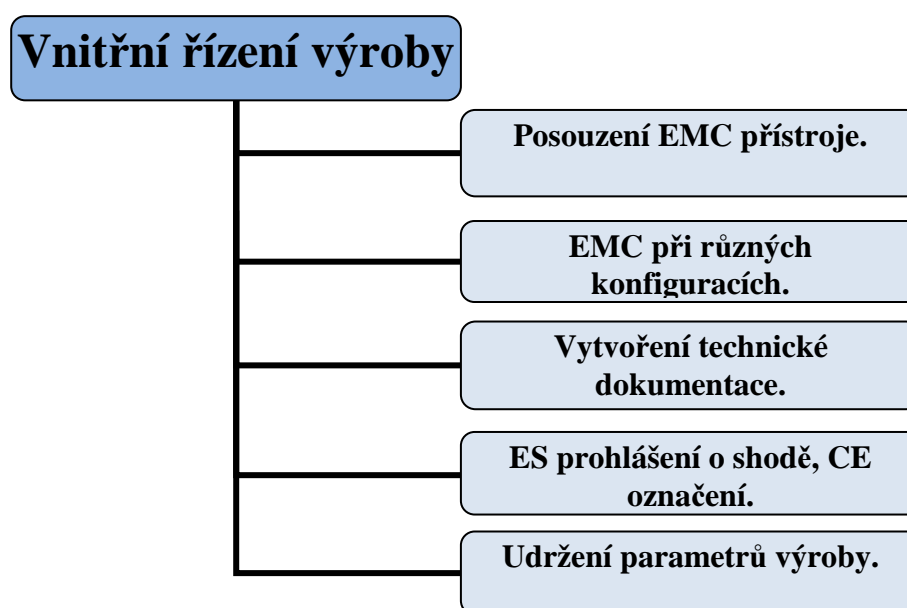 Vnitřní řízení výroby
Posouzení EMC přístroje.
EMC při různých
konfiguracích.
Vytvoření technické
dokumentace.
ES prohlášení o shodě, CE
označení.
Udržení parametrů výroby.